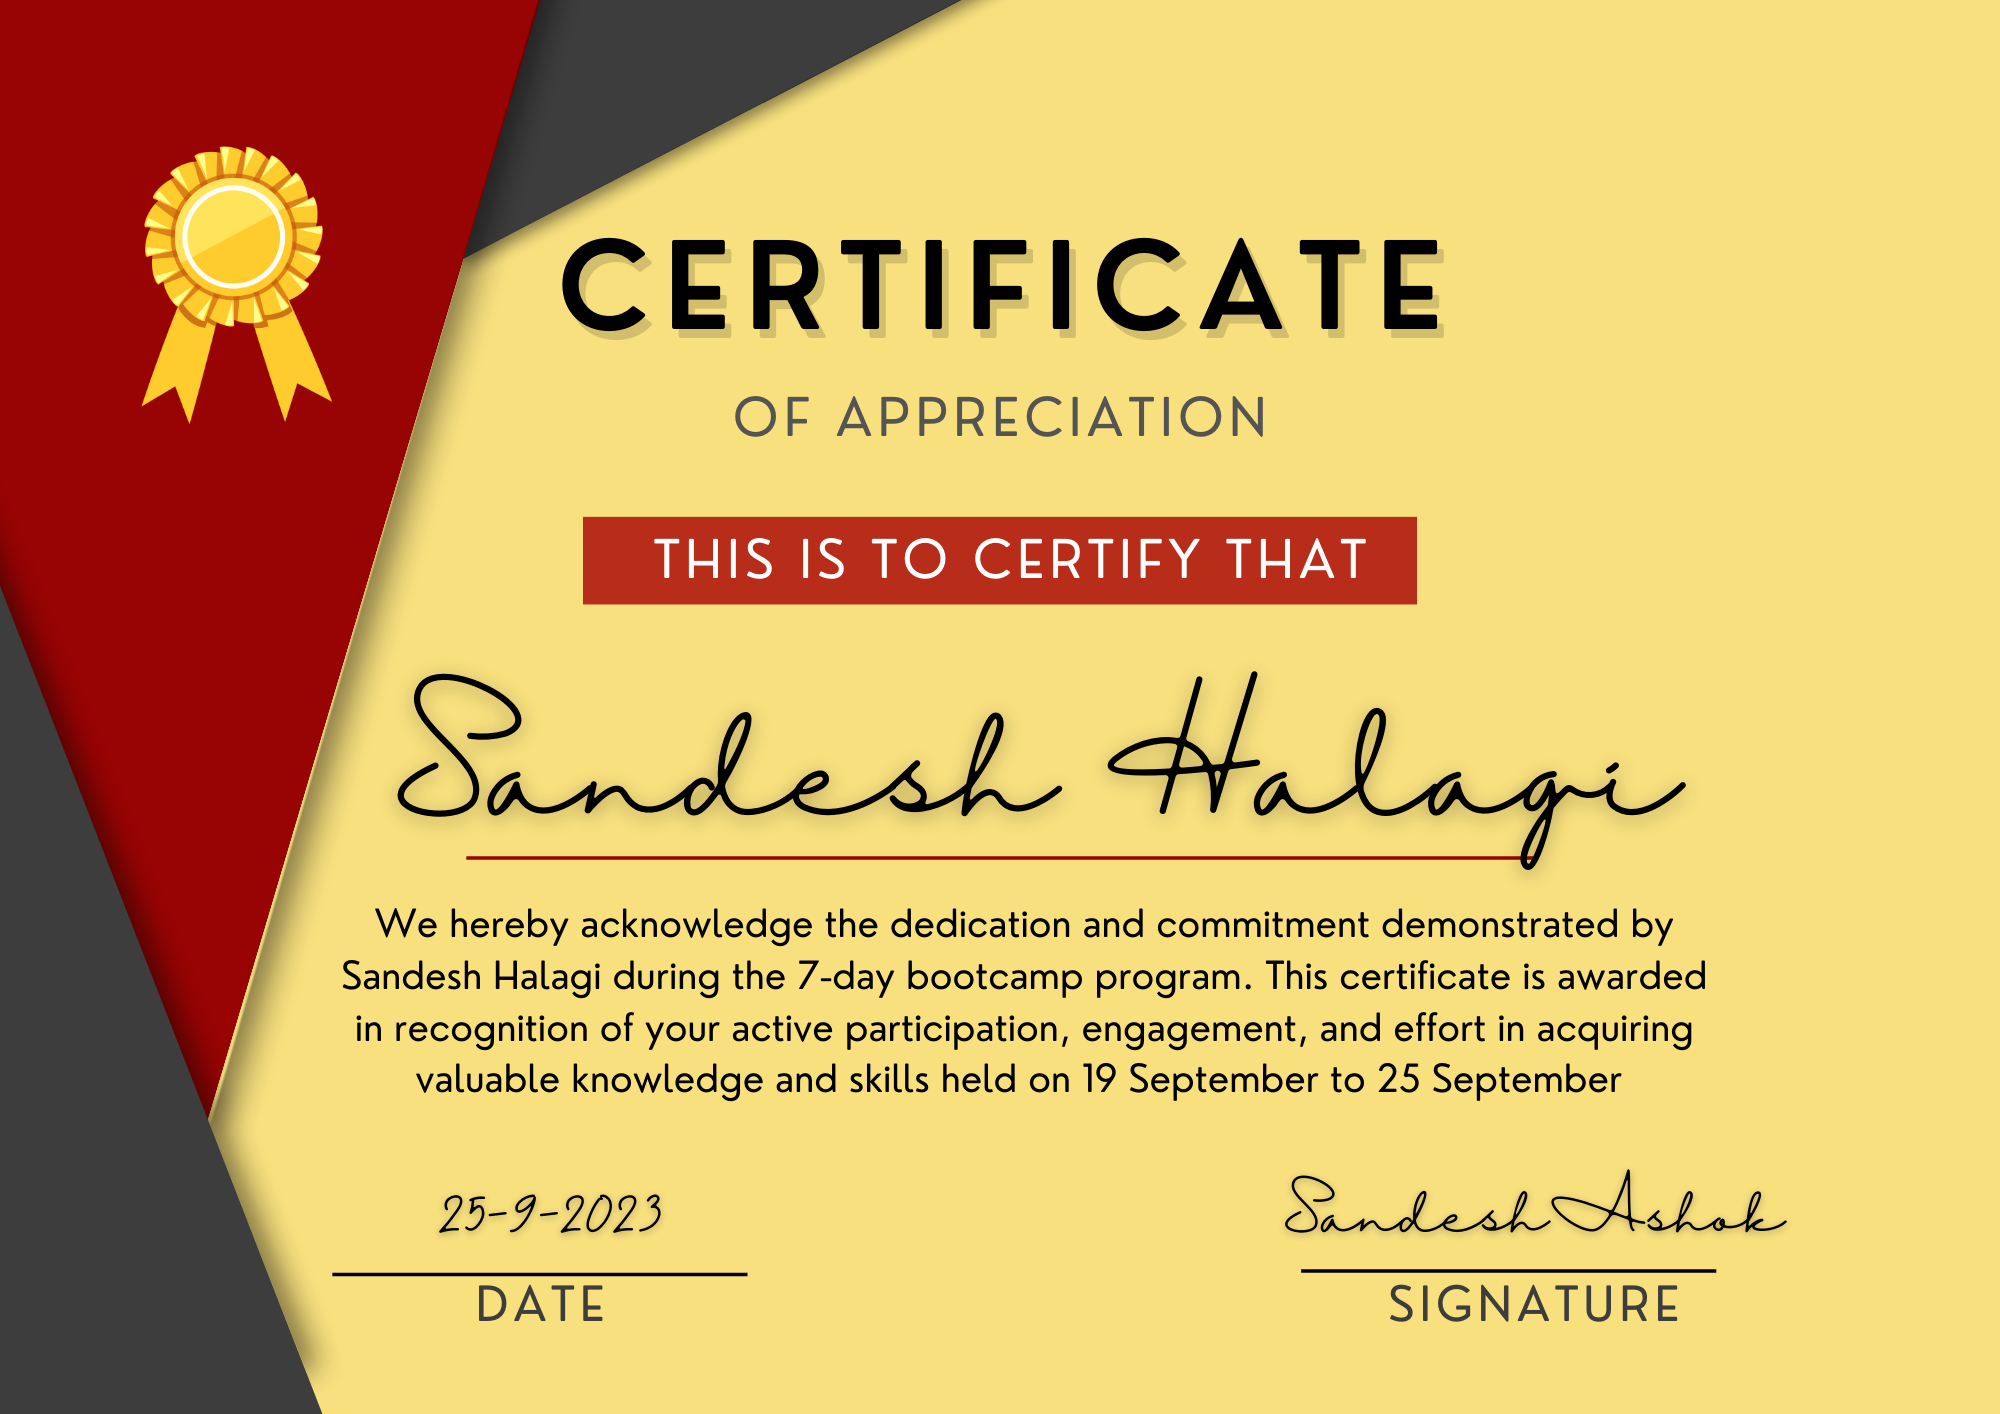 CERTIFICATE
OF APPRECIATION
THIS IS TO CERTIFY THAT
Sandesh Halagi
We hereby acknowledge the dedication and commitment demonstrated by
Sandesh Halagi during the 7-day bootcamp program. This certificate is awarded
in recognition of your active participation, engagement, and effort in acquiring
valuable knowledge and skills held on 19 September to 25 September
25-9-2023
Sandesh Ashok
DATE
SIGNATURE